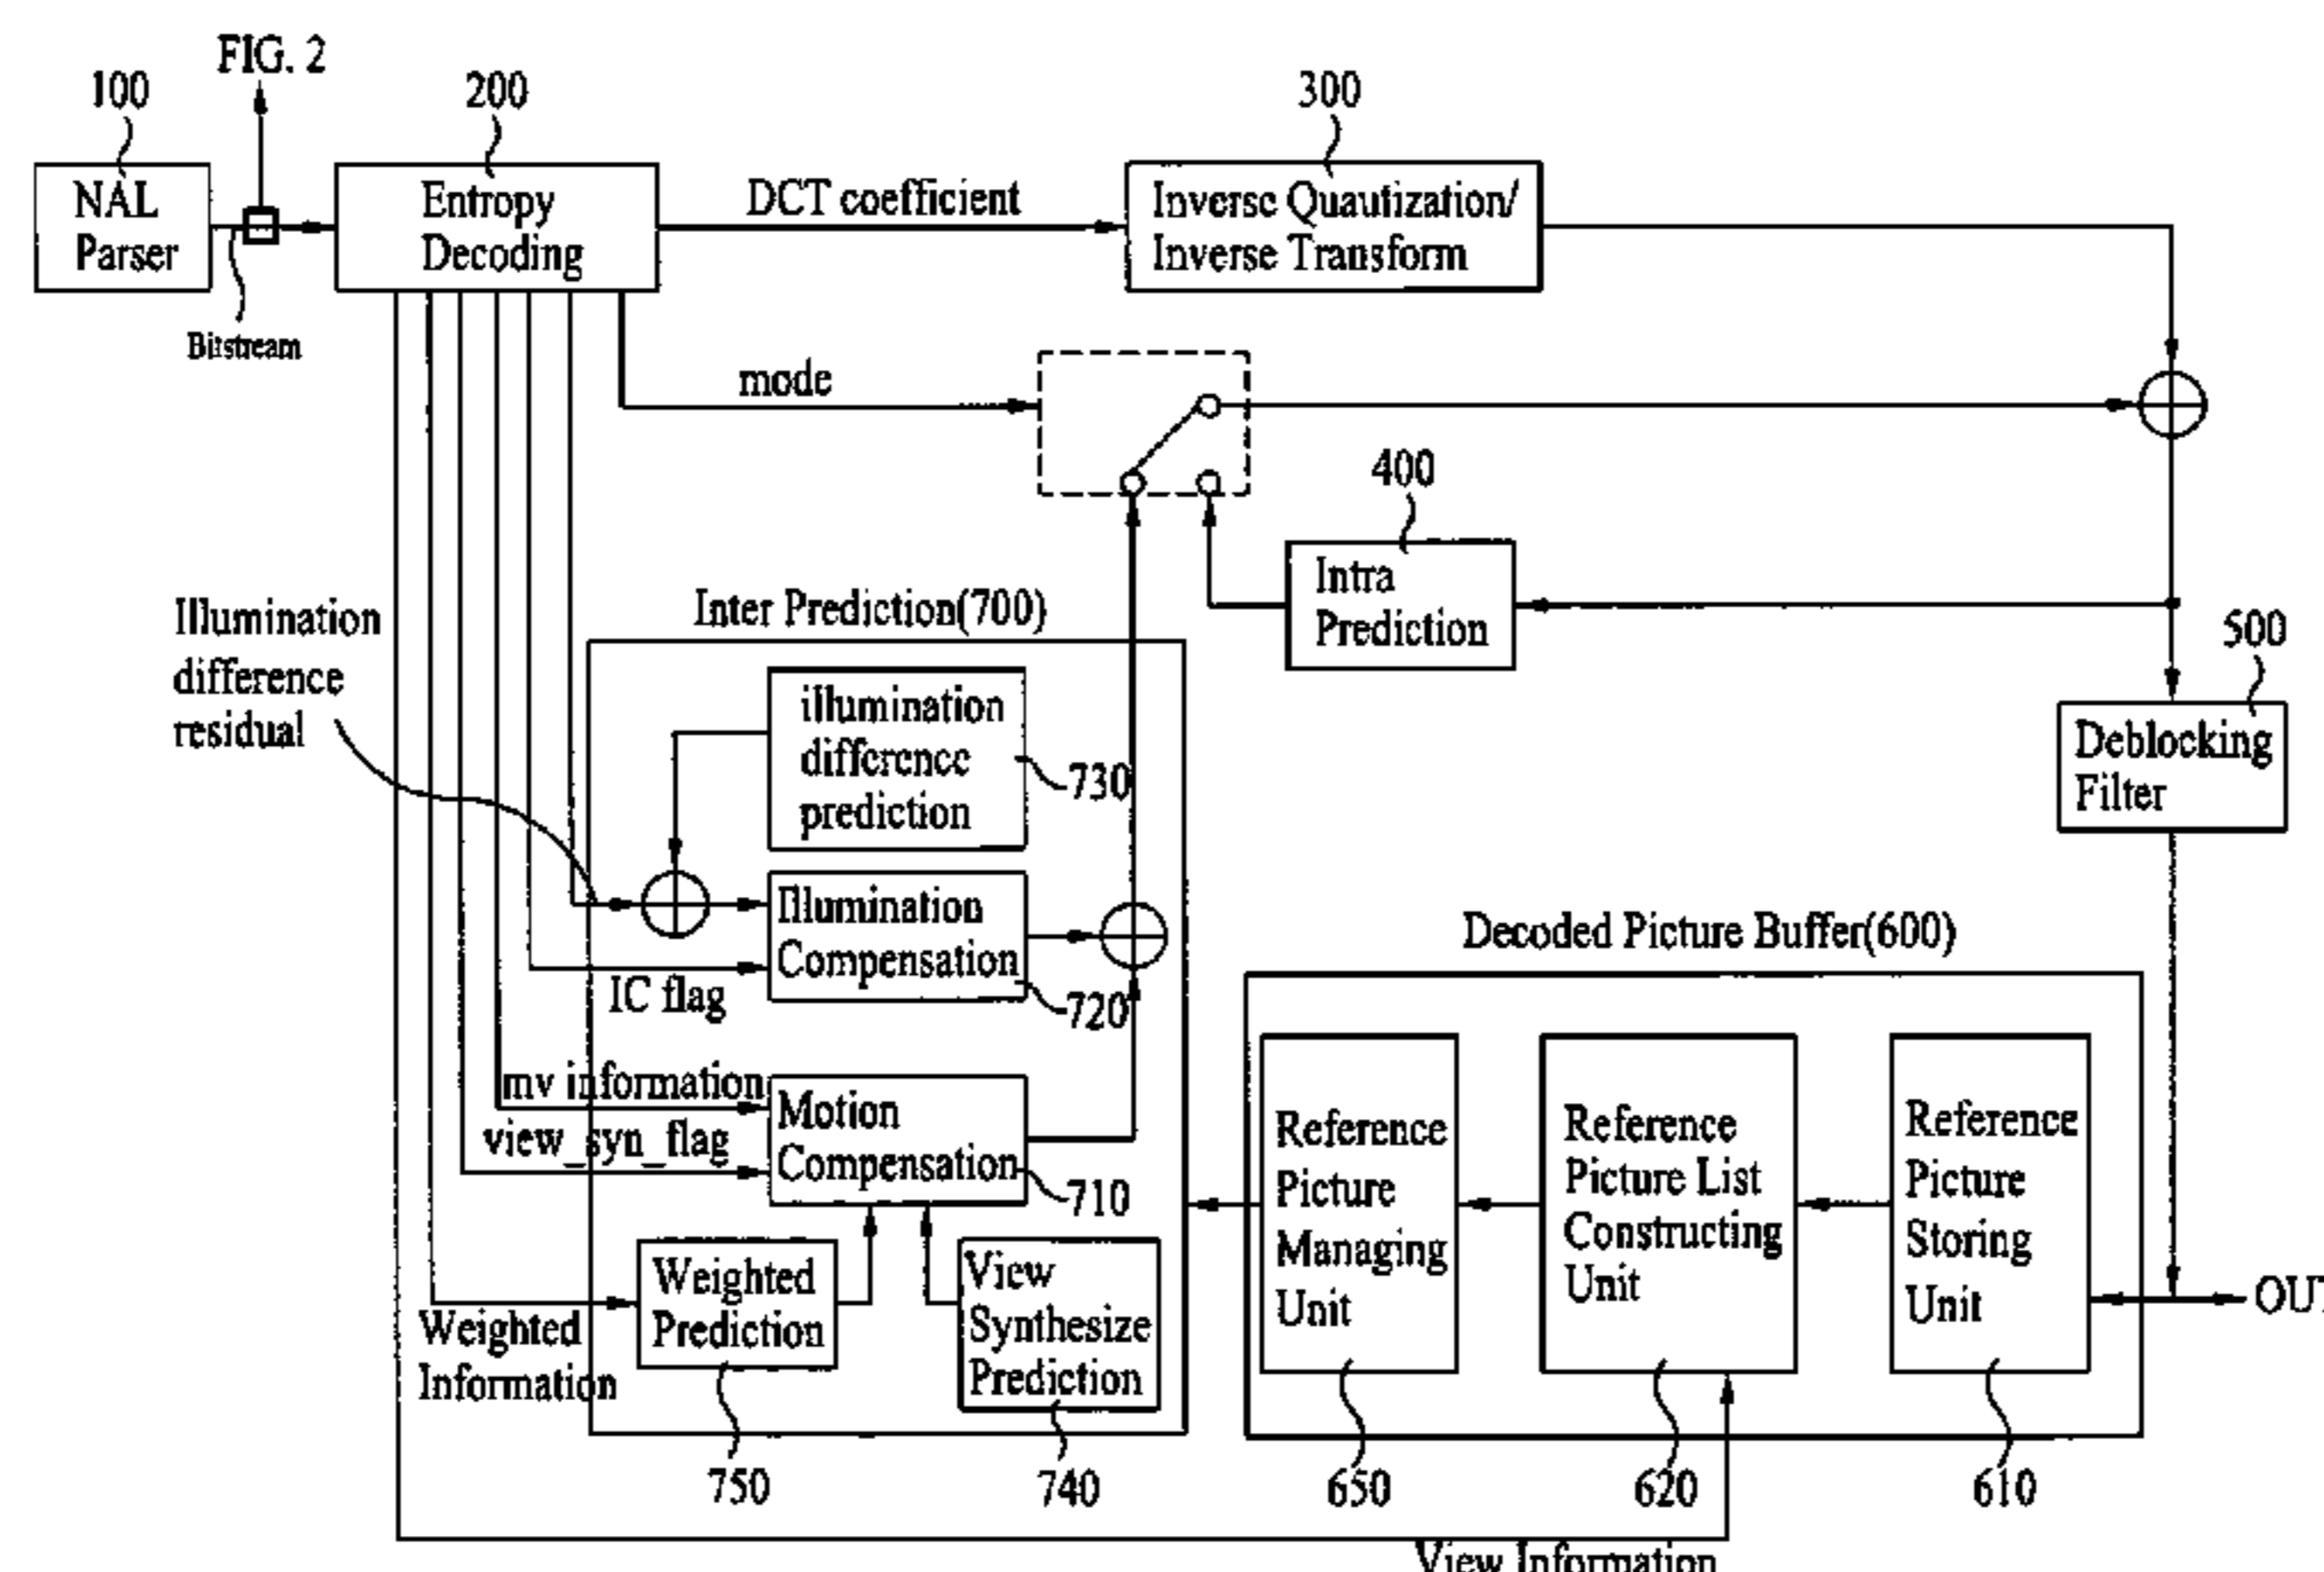 FIG. 2
100
200
300
NAL
Parser
Entropy
Decoding
DCT coefficient
Inverse Quautization/
Inverse Transform
Bitstream
mode
400
Intra
Prediction
Illumination
difference
residual
Inter Prediction(700)
500
Deblocking
Filter
illumination
difference
prediction
730
Illumination
Compensation
720
IC flag
Decoded Picture Buffer(600)
mv information
view_syn_flag
Motion
Compensation
710
Reference
Picture
Managing
Unit
Reference
Picture List
Constructing
Unit
Reference
Picture
Storing
Unit
Weighted
Prediction
View
Synthesize
Prediction
Weighted
Information
750
740
650
620
610
View Information